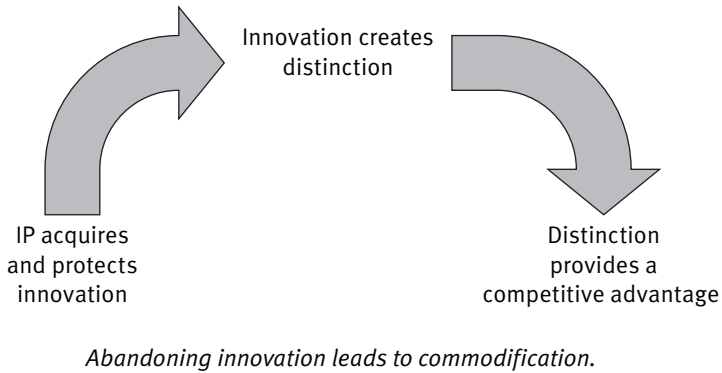 Innovation creates
distinction
IP acquires
and protects
innovation
Distinction
provides a
competitive advantage
Abandoning innovation leads to commodification.